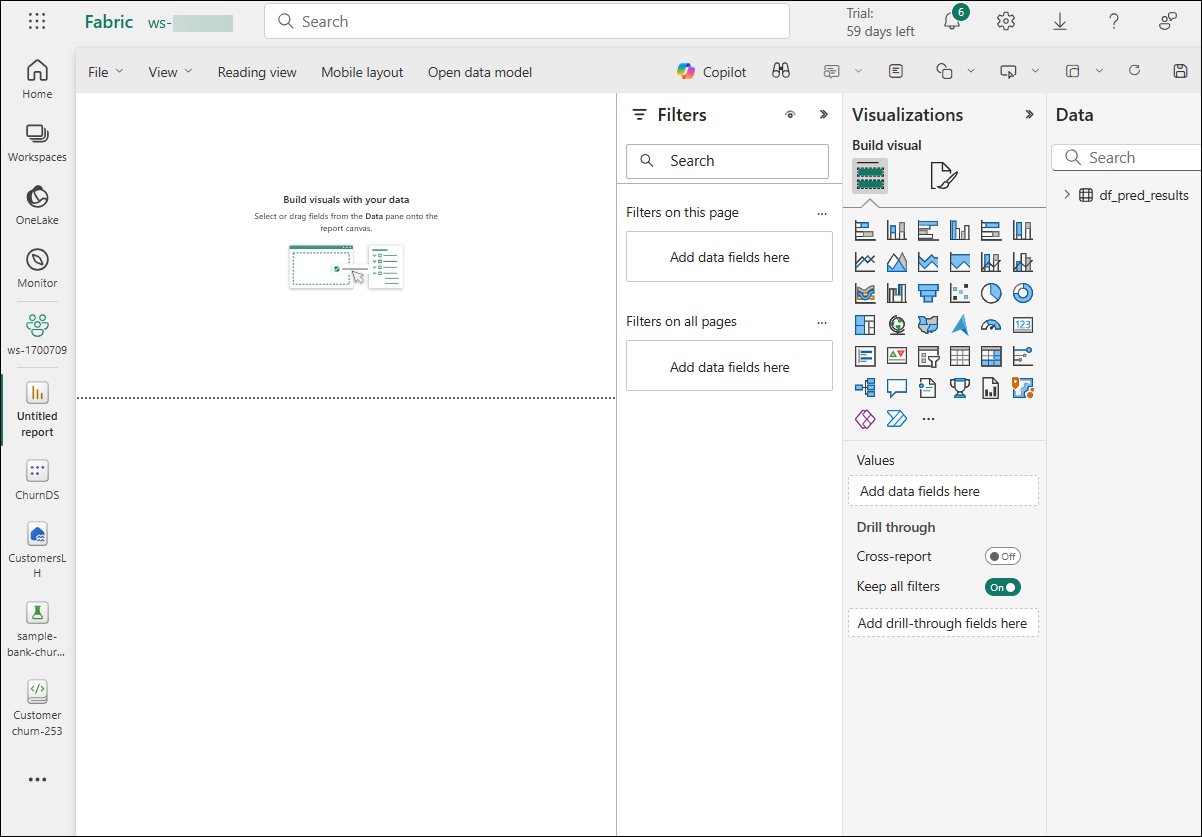 Fabric
ws-
Search
Trial:
59 days left
6
Home
Workspaces
OneLake
Monitor
ws-1700709
Untitled
report
ChurnDS
CustomersL
H
sample-
bank-chur...
Customer
churn-253
File
View
Reading view
Mobile layout
Open data model
Copilot
Build visuals with your data
Select or drag fields from the Data pane onto the
report canvas.
Filters
Search
Filters on this page
Add data fields here
Filters on all pages
Add data fields here
Visualizations
Build visual
123
Values
Add data fields here
Drill through
Cross-report
Off
Keep all filters
On
Add drill-through fields here
Data
Search
df_pred_results